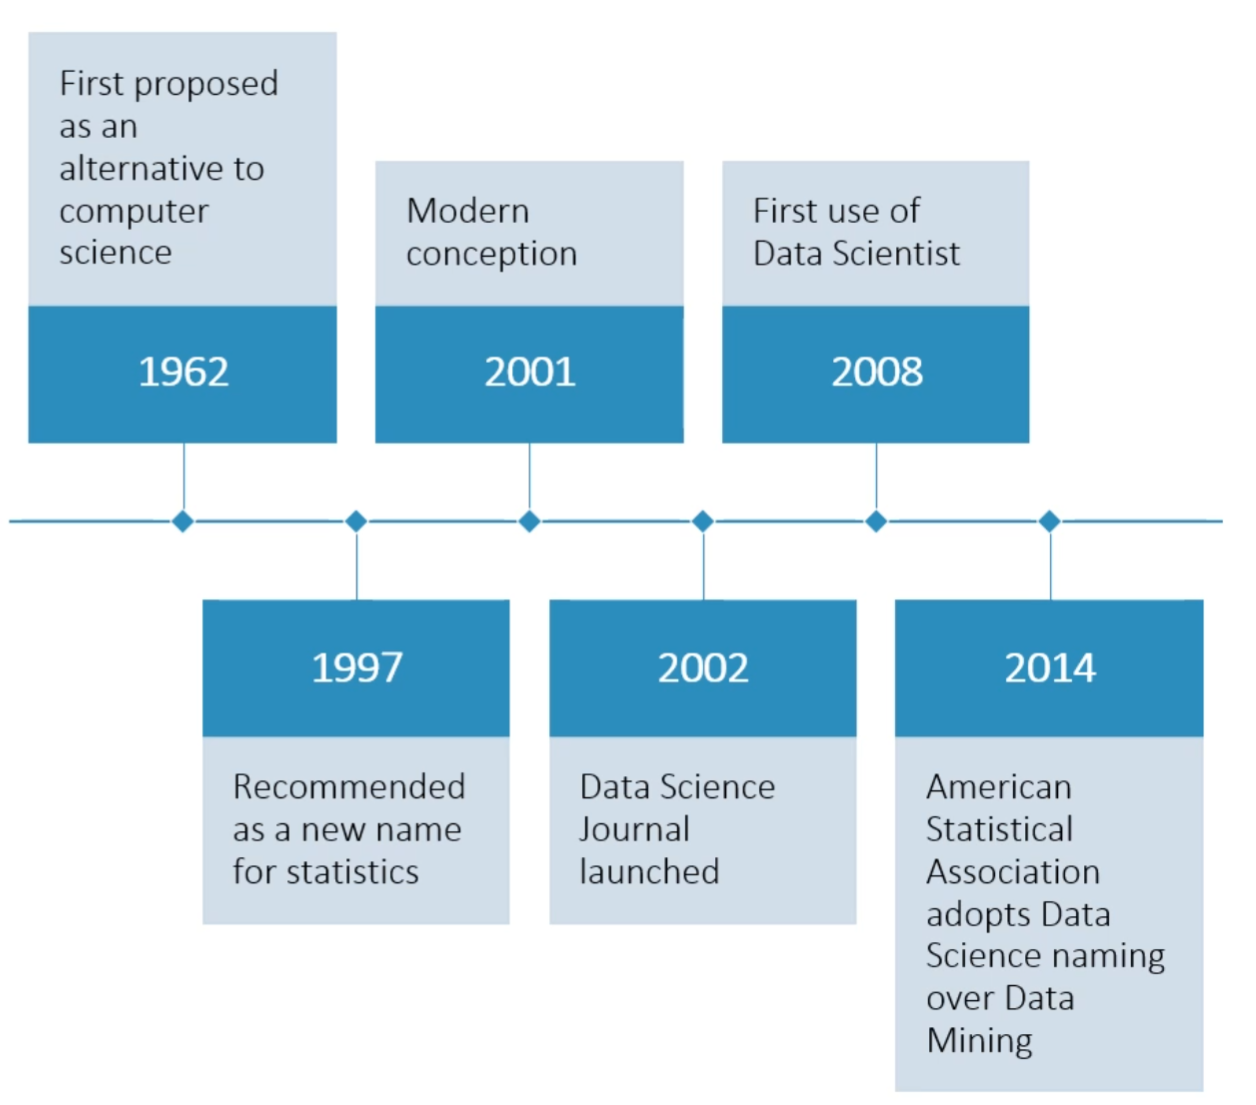 First proposed
as an
alternative to
computer
science
1962
Modern
conception
2001
First use of
Data Scientist
2008
1997
Recommended
as a new name
for statistics
2002
Data Science
Journal
launched
2014
American
Statistical
Association
adopts Data
Science naming
over Data
Mining